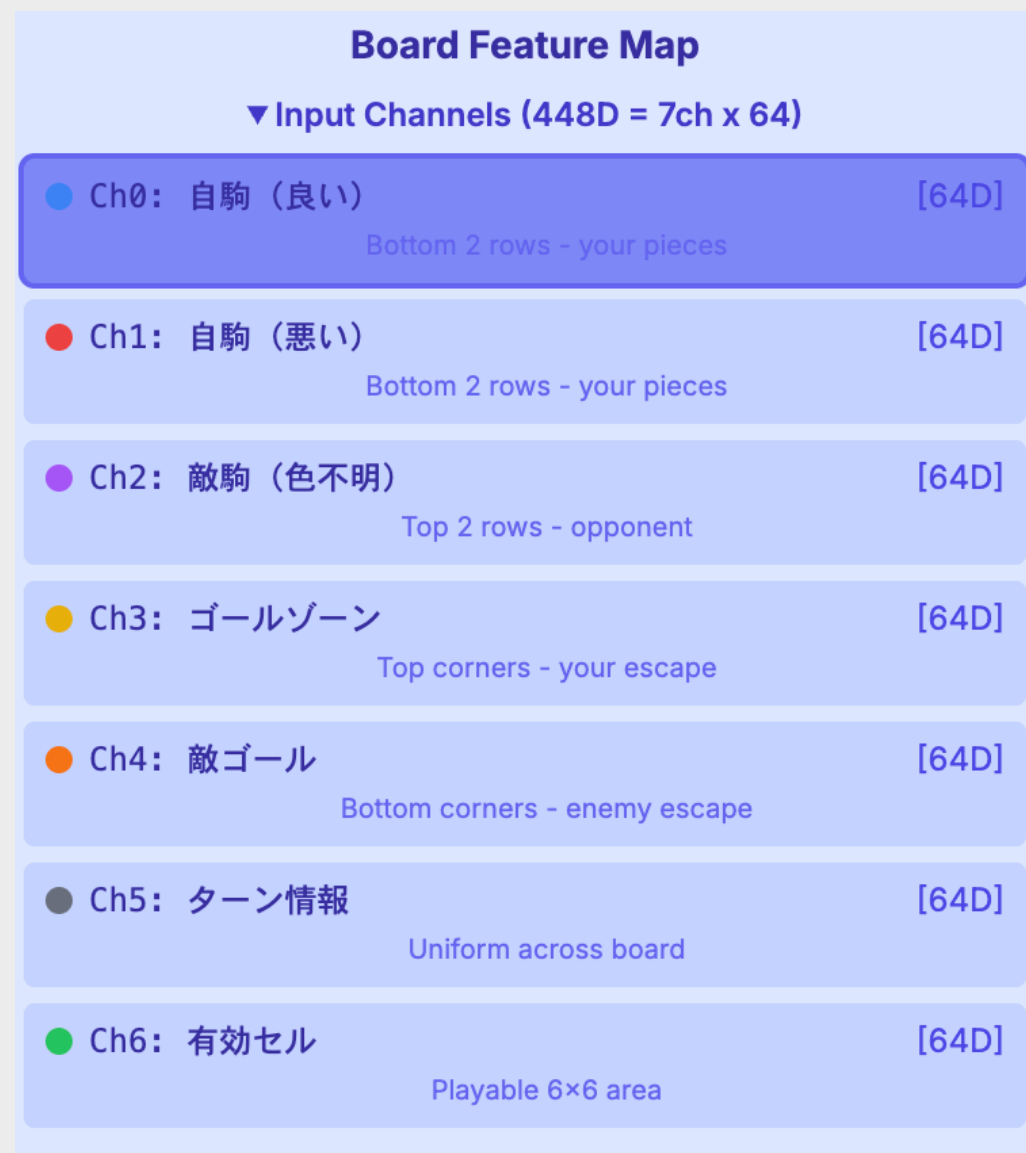 Board Feature Map
▼ Input Channels (448D = 7ch x 64)
Ch0: 自駒（良い） [64D]
Bottom 2 rows - your pieces
Ch1: 自駒（悪い） [64D]
Bottom 2 rows - your pieces
Ch2: 敵駒（色不明） [64D]
Top 2 rows - opponent
Ch3: ゴールゾーン [64D]
Top corners - your escape
Ch4: 敵ゴール [64D]
Bottom corners - enemy escape
Ch5: ターン情報 [64D]
Uniform across board
Ch6: 有効セル [64D]
Playable 6×6 area